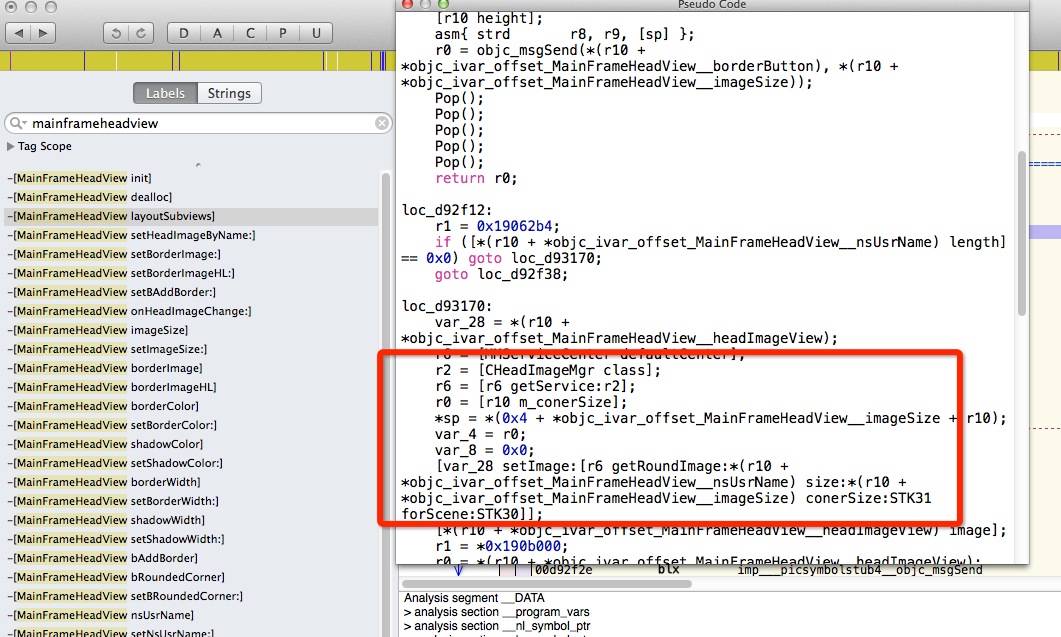 Pseudo Code
D A C P U
Labels Strings
mainframeheadview
Tag Scope
-[MainFrameHeadView init]
-[MainFrameHeadView dealloc]
-[MainFrameHeadView layoutSubviews]
-[MainFrameHeadView setHeadImageByName:]
-[MainFrameHeadView setBorderImage:]
-[MainFrameHeadView setBorderImageHL:]
-[MainFrameHeadView setBAddBorder:]
-[MainFrameHeadView onHeadImageChange:]
-[MainFrameHeadView imageSize]
-[MainFrameHeadView setImageSize:]
-[MainFrameHeadView borderImage]
-[MainFrameHeadView borderImageHL]
-[MainFrameHeadView borderColor]
-[MainFrameHeadView setBorderColor:]
-[MainFrameHeadView shadowColor]
-[MainFrameHeadView setShadowColor:]
-[MainFrameHeadView borderWidth]
-[MainFrameHeadView setBorderWidth:]
-[MainFrameHeadView shadowWidth]
-[MainFrameHeadView setShadowWidth:]
-[MainFrameHeadView bAddBorder]
-[MainFrameHeadView bRoundedCorner]
-[MainFrameHeadView setBRoundedCorner:]
-[MainFrameHeadView nsUsrName]
-[MainFrameHeadView setNsUsrName:]
[r10 height];
asm{ strd r8, r9, [sp] };
r0 = objc_msgSend(*(r10 +
*objc_ivar_offset_MainFrameHeadView__borderButton), *(r10 +
*objc_ivar_offset_MainFrameHeadView__imageSize));
Pop();
Pop();
Pop();
Pop();
Pop();
return r0;
loc_d92f12:
r1 = 0x19062b4;
if ([*(r10 + *objc_ivar_offset_MainFrameHeadView__nsUsrName) length]
== 0x0) goto loc_d93170;
goto loc_d92f38;
loc_d93170:
var_28 = *(r10 +
*objc_ivar_offset_MainFrameHeadView__headImageView);
r6 = [MMServiceCenter defaultCenter];
r2 = [CHeadImageMgr class];
r6 = [r6 getService:r2];
r0 = [r10 m_conerSize];
*sp = *(0x4 + *objc_ivar_offset_MainFrameHeadView__imageSize + r10);
var_4 = r0;
var_8 = 0x0;
[var_28 setImage:[r6 getRoundImage:*(r10 +
*objc_ivar_offset_MainFrameHeadView__nsUsrName) size:*(r10 +
*objc_ivar_offset_MainFrameHeadView__imageSize) conerSize:STK31
forScene:STK30]];
[*(r10 + *objc_ivar_offset_MainFrameHeadView__headImageView) image];
r1 = *0x190b000;
r0 = *(r10 + *objc_ivar_offset_MainFrameHeadView__headImageView);
00d92f2e blx imp___picsymbolstub4__objc_msgSend
Analysis segment __DATA
> analysis section __program_vars
> analysis section __nl_symbol_ptr